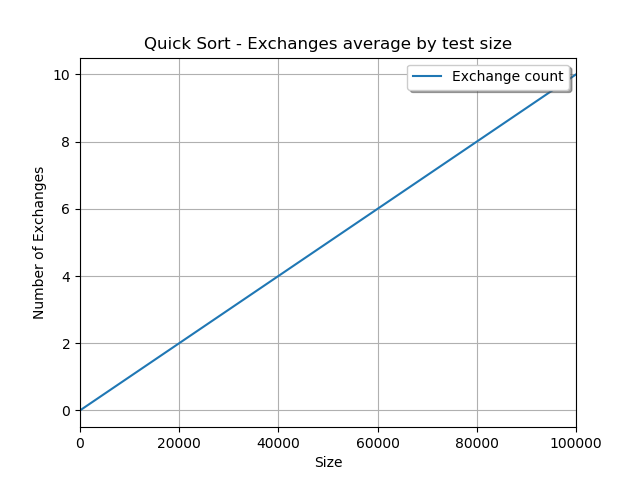 Quick Sort - Exchanges average by test size
Exchange count
Number of Exchanges
10
8
6
4
2
0
0 20000 40000 60000 80000 100000
Size